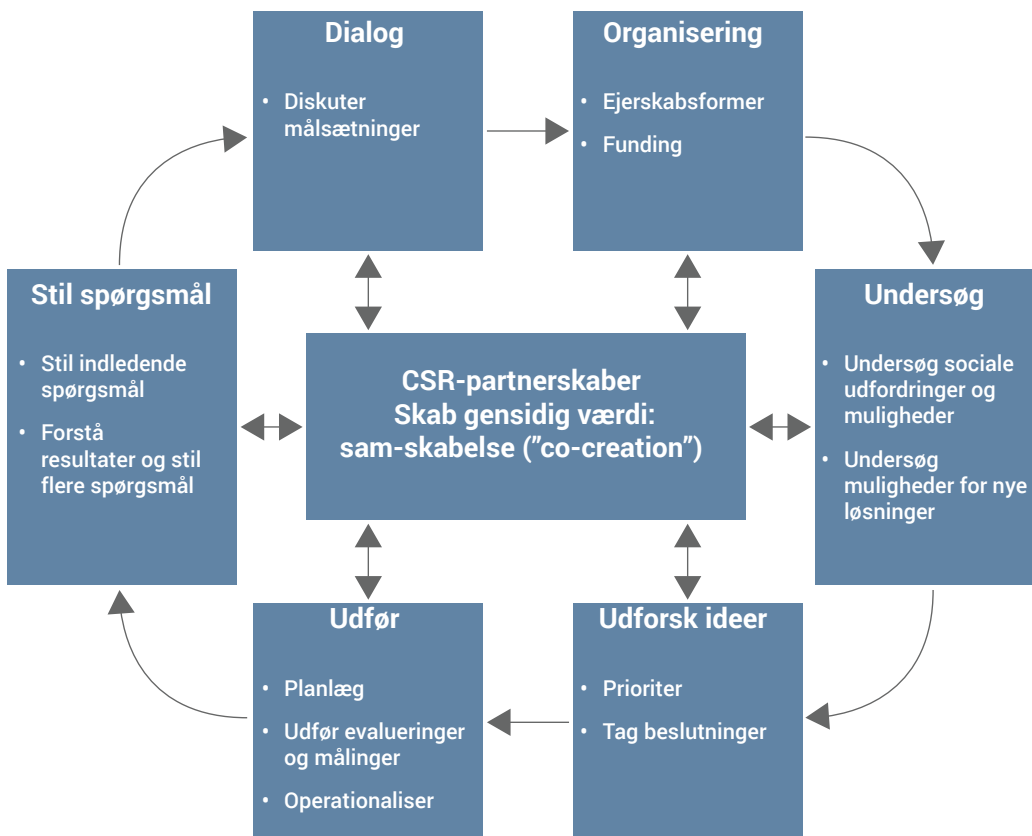 Dialog
• Diskuter
målsætninger
Organisering
• Ejerskabsformer
• Funding
Stil spørgsmål
• Stil indledende
spørgsmål
• Forstå
resultater og stil
flere spørgsmål
CSR-partnerskaber
Skab gensidig værdi:
sam-skabelse (”co-creation”)
Undersøg
• Undersøg sociale
udfordringer og
muligheder
• Undersøg
muligheder for nye
løsninger
Udfør
• Planlæg
• Udfør evalueringer
og målinger
• Operationaliser
Udforsk ideer
• Prioriter
• Tag beslutninger